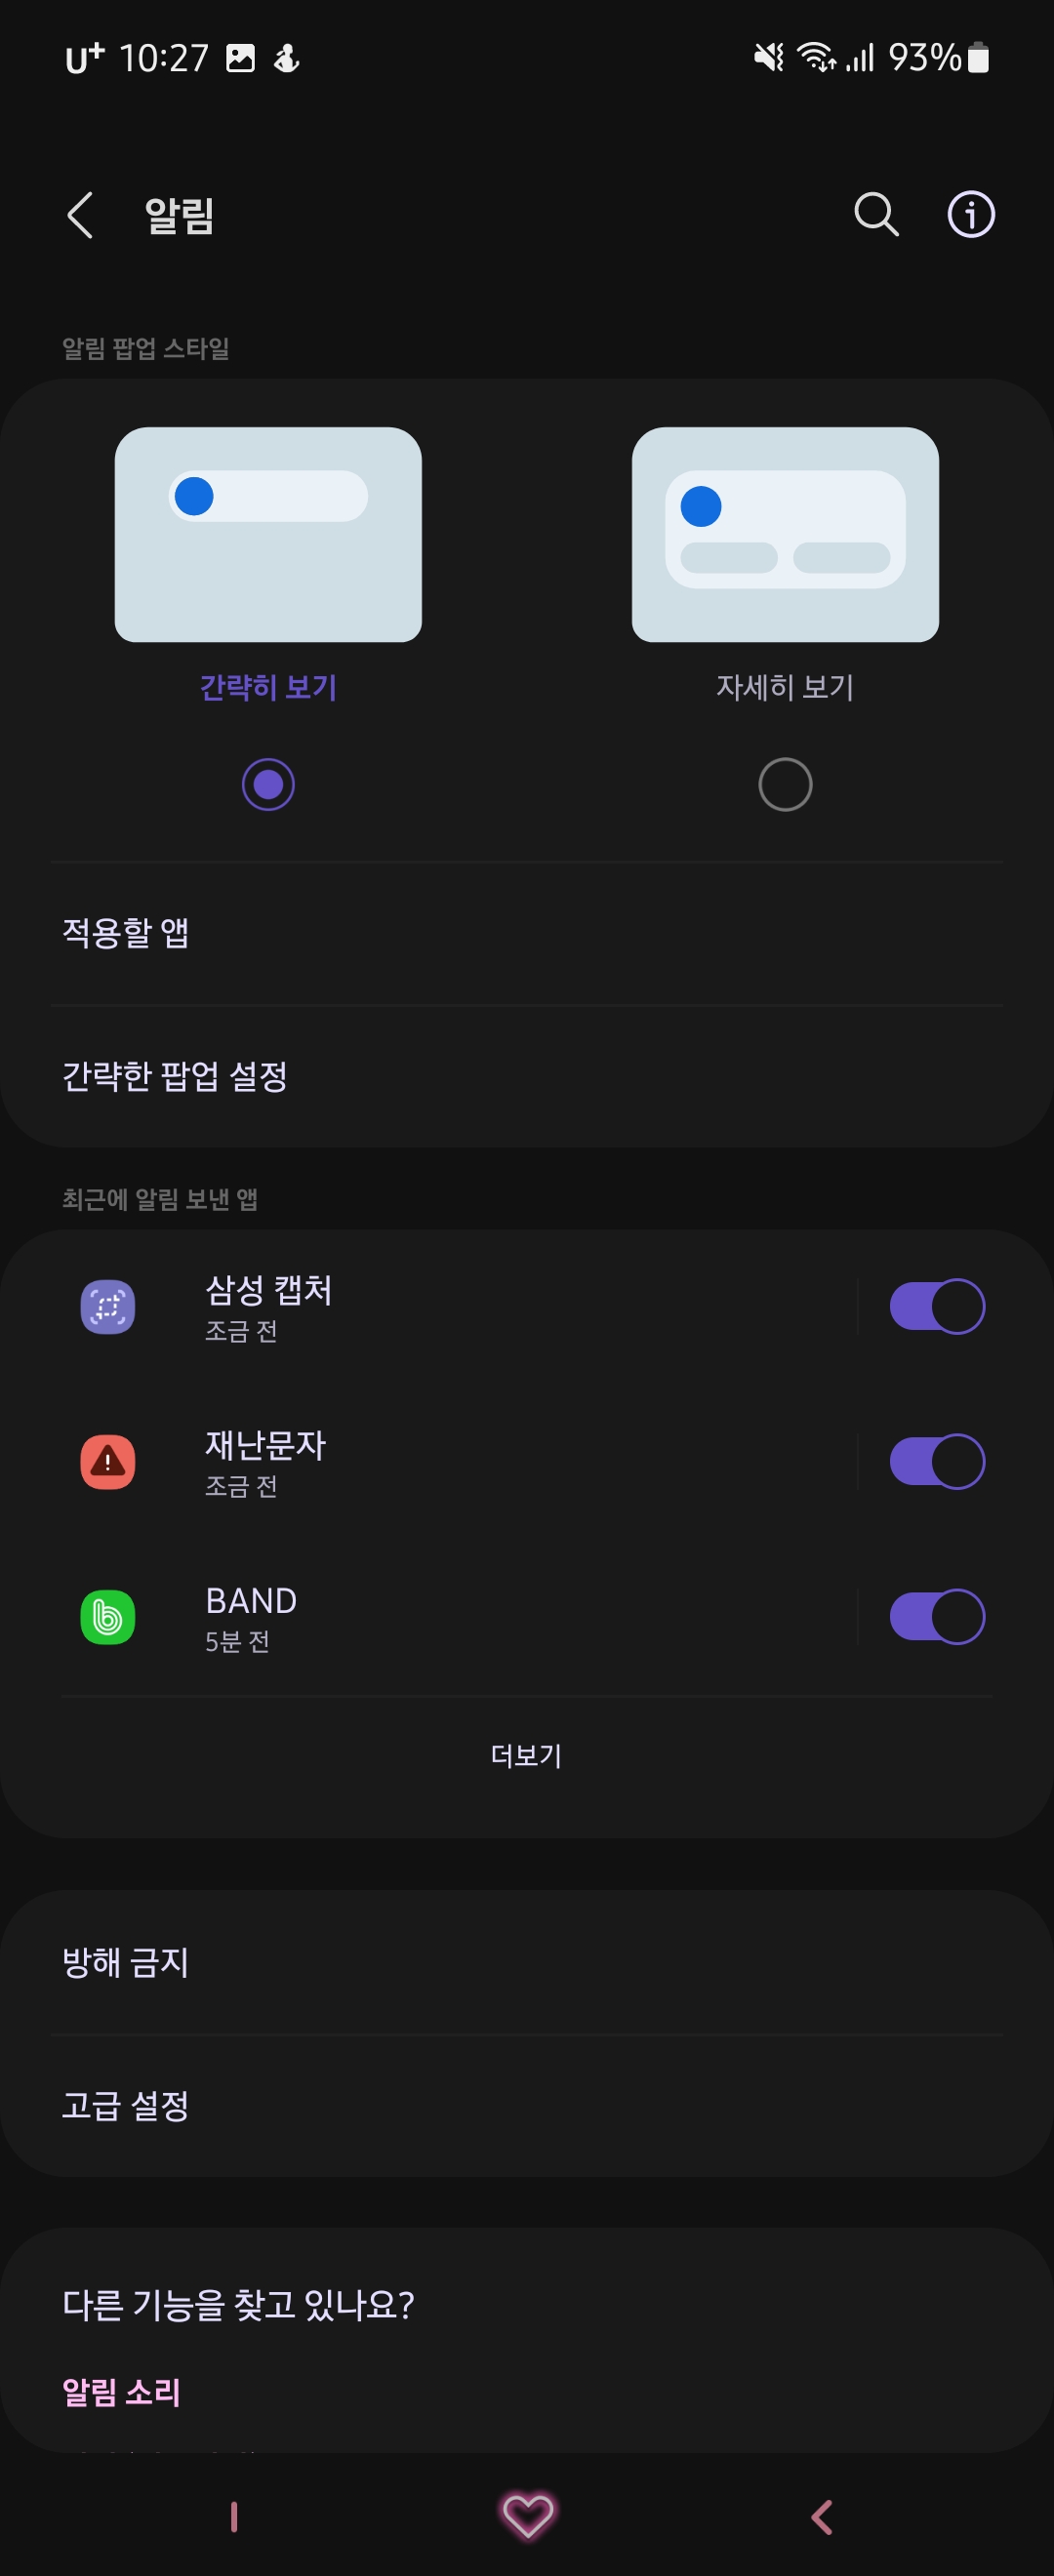 U+ 10:27 93%
알림
알림 팝업 스타일
간략히 보기 자세히 보기
적용할 앱
간략한 팝업 설정
최근에 알림 보낸 앱
삼성 캡처
조금 전
재난문자
조금 전
BAND
5분 전
더보기
방해 금지
고급 설정
다른 기능을 찾고 있나요?
알림 소리